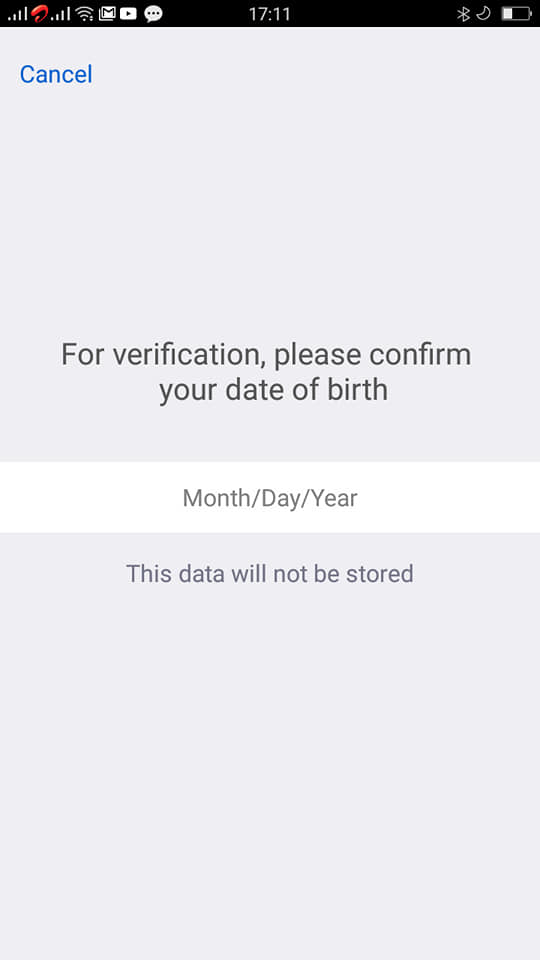 17:11
Cancel
For verification, please confirm
your date of birth
Month/Day/Year
This data will not be stored